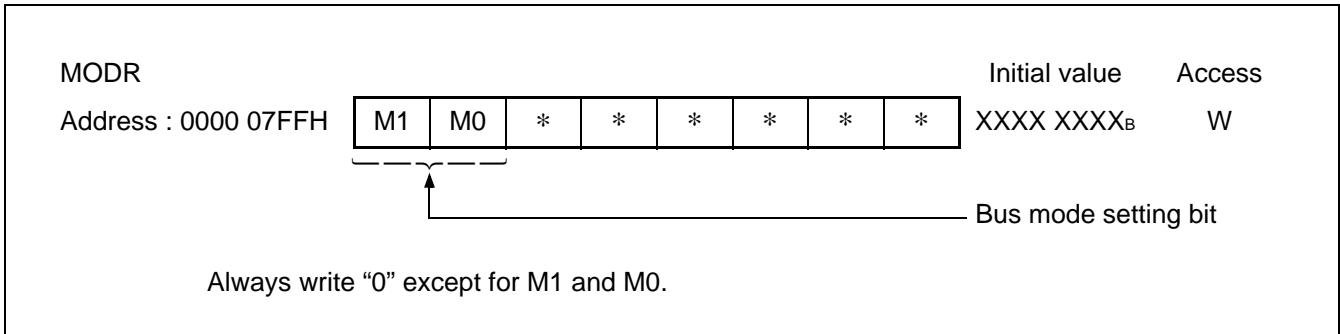 MODR Initial value Access
Address : 0000 07FFH M1 M0 * * * * * * XXXX XXXXB W
Bus mode setting bit
Always write “0” except for M1 and M0.